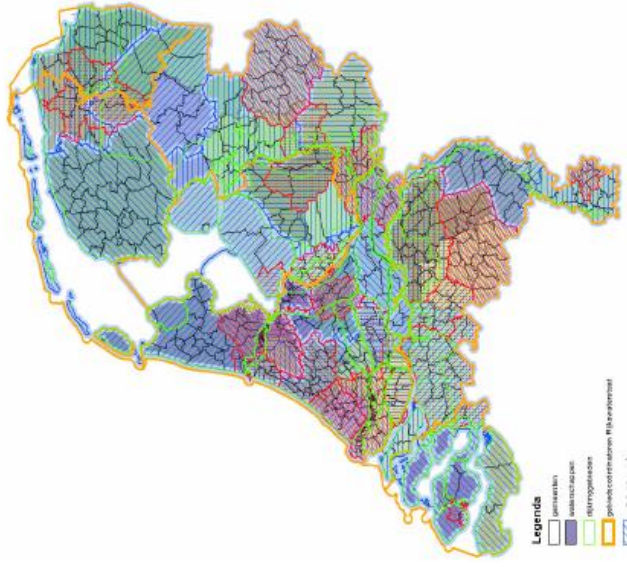 Legenda
gemeenten
waterschappen
dijkringgebieden
gebiedscoördinatoren Rijkswaterstaat